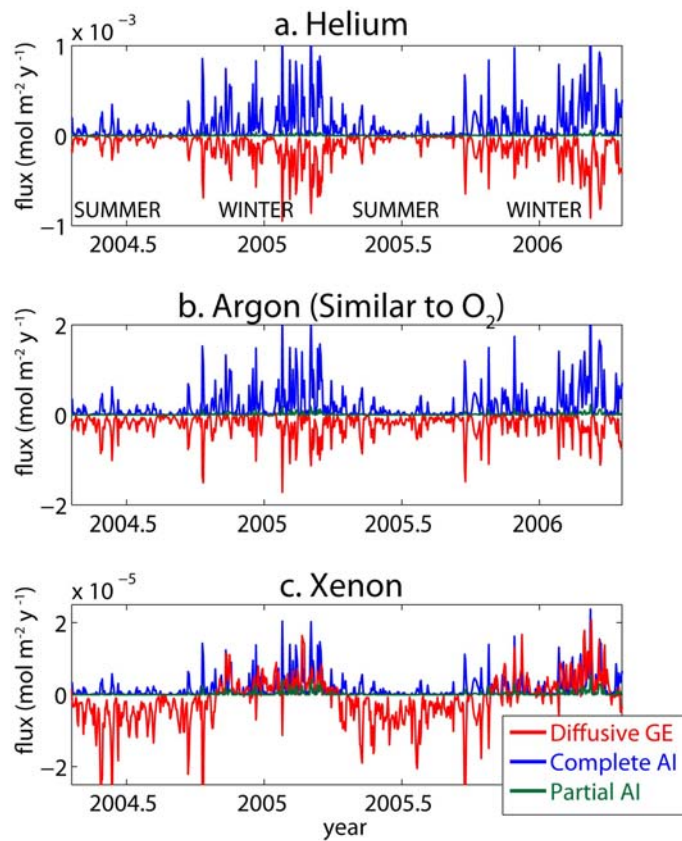 a. Helium
x 10⁻³
1
0
−1
flux (mol m⁻² y⁻¹)
SUMMER WINTER SUMMER WINTER
2004.5 2005 2005.5 2006
b. Argon (Similar to O₂)
2
0
−2
flux (mol m⁻² y⁻¹)
2004.5 2005 2005.5 2006
c. Xenon
x 10⁻⁵
2
0
−2
flux (mol m⁻² y⁻¹)
2004.5 2005 2005.5
year
Diffusive GE
Complete AI
Partial AI